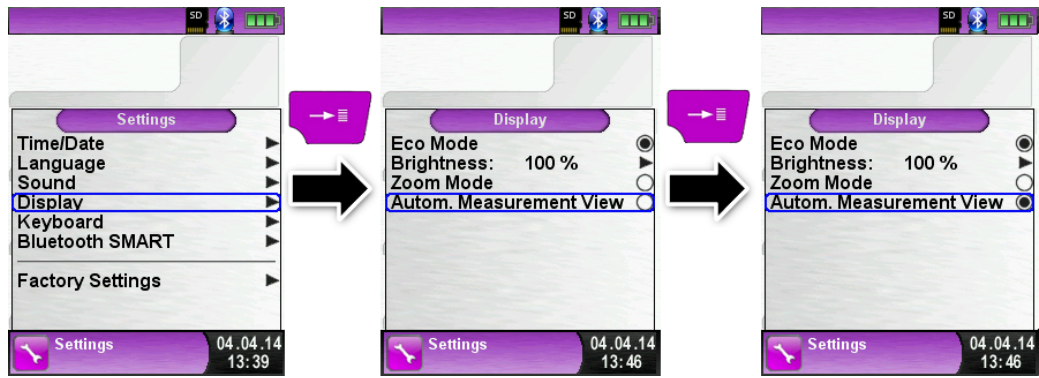 SD
Settings
Time/Date
Language
Sound
Display
Keyboard
Bluetooth SMART
Factory Settings
Settings
04.04.14
13:39
SD
Display
Eco Mode
Brightness: 100 %
Zoom Mode
Autom. Measurement View
Settings
04.04.14
13:46
SD
Display
Eco Mode
Brightness: 100 %
Zoom Mode
Autom. Measurement View
Settings
04.04.14
13:46